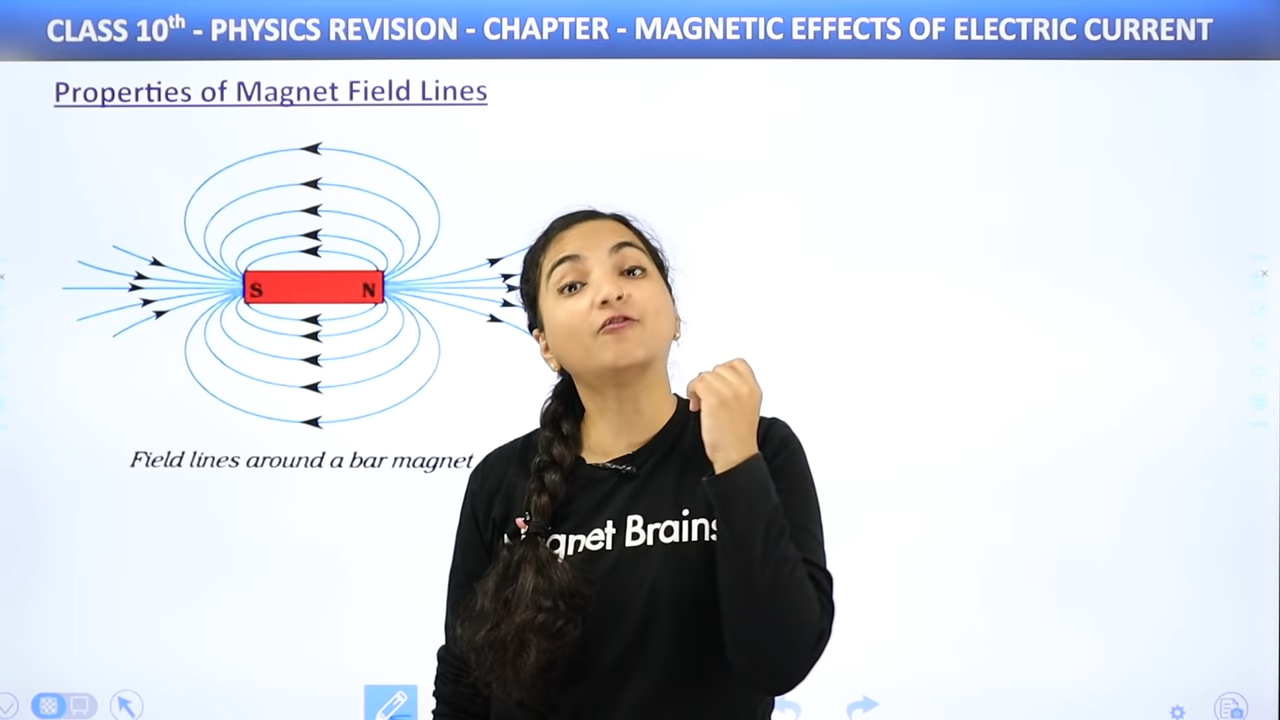 CLASS 10th - PHYSICS REVISION - CHAPTER - MAGNETIC EFFECTS OF ELECTRIC CURRENT
Properties of Magnet Field Lines
S N
Field lines around a bar magnet
gnet Brains